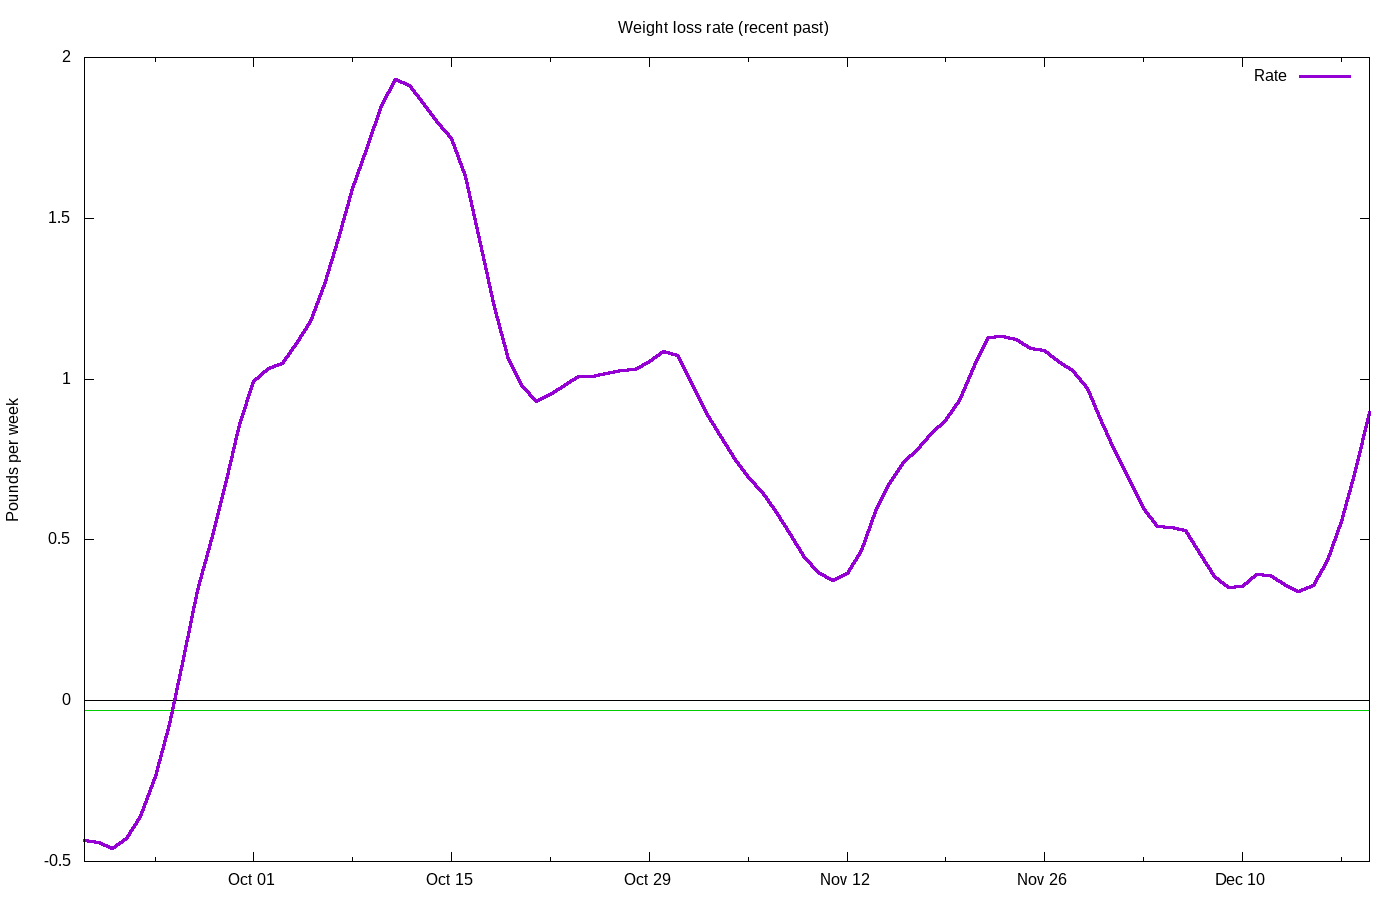 Weight loss rate (recent past)
Rate
Pounds per week
2
1.5
1
0.5
0
-0.5
Oct 01
Oct 15
Oct 29
Nov 12
Nov 26
Dec 10